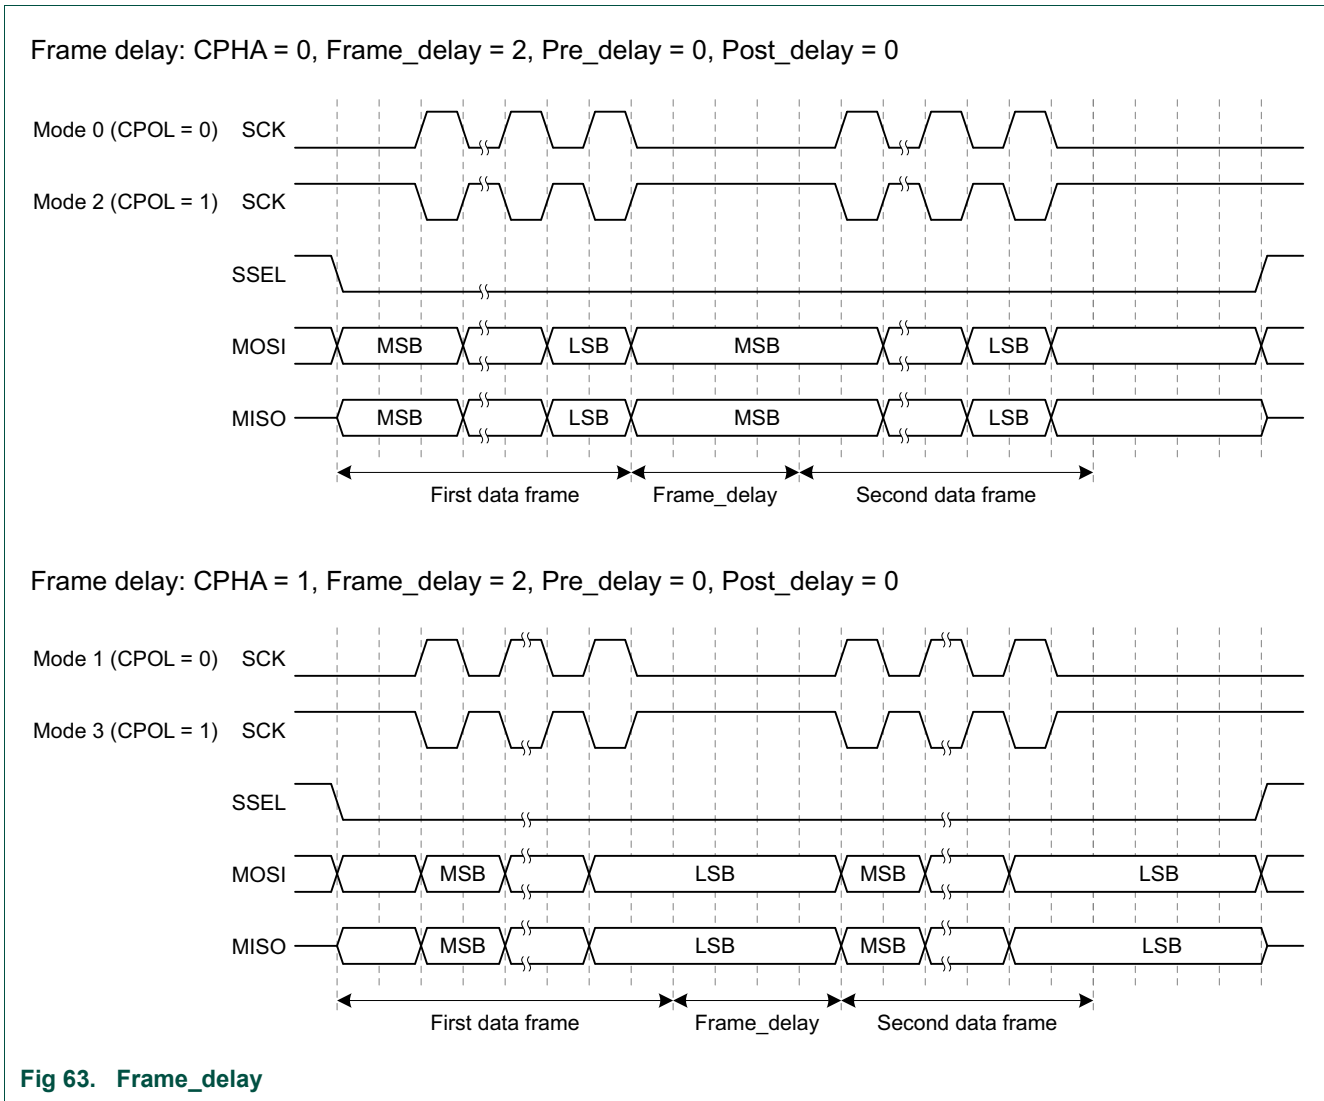 Frame delay: CPHA = 0, Frame_delay = 2, Pre_delay = 0, Post_delay = 0
Mode 0 (CPOL = 0) SCK
Mode 2 (CPOL = 1) SCK
SSEL
MOSI MSB LSB MSB LSB
MISO MSB LSB MSB LSB
First data frame Frame_delay Second data frame
Frame delay: CPHA = 1, Frame_delay = 2, Pre_delay = 0, Post_delay = 0
Mode 1 (CPOL = 0) SCK
Mode 3 (CPOL = 1) SCK
SSEL
MOSI MSB LSB MSB LSB
MISO MSB LSB MSB LSB
First data frame Frame_delay Second data frame
Fig 63. Frame_delay